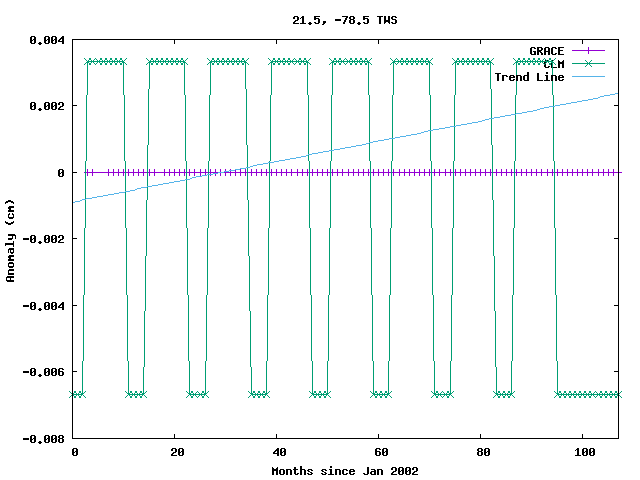 21.5, -78.5 TWS
0.004
0.002
0
-0.002
-0.004
-0.006
-0.008
Anomaly (cm)
GRACE
CLM
Trend Line
0 20 40 60 80 100
Months since Jan 2002